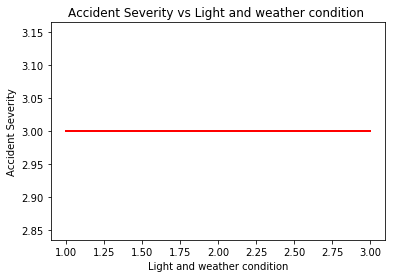 Accident Severity vs Light and weather condition
3.15
3.10
3.05
3.00
2.95
2.90
2.85
Accident Severity
1.00 1.25 1.50 1.75 2.00 2.25 2.50 2.75 3.00
Light and weather condition